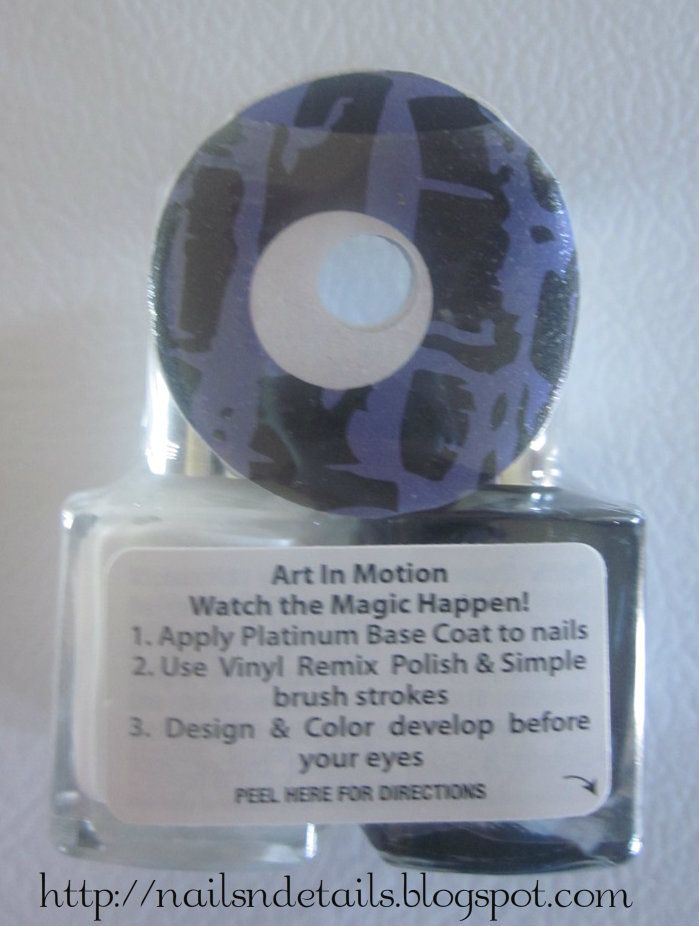 Art In Motion
Watch the Magic Happen!
1. Apply Platinum Base Coat to nails
2. Use Vinyl Remix Polish & Simple
brush strokes
3. Design & Color develop before
your eyes
PEEL HERE FOR DIRECTIONS
http://nailsndetails.blogspot.com